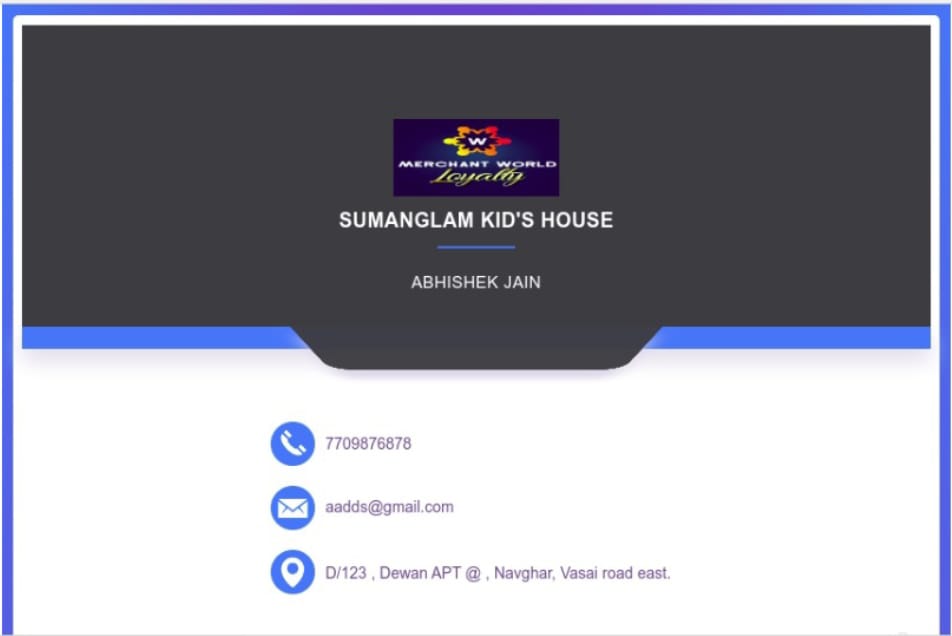 W
MERCHANT WORLD
Loyalty
SUMANGLAM KID'S HOUSE
ABHISHEK JAIN
7709876878
aadds@gmail.com
D/123 , Dewan APT @ , Navghar, Vasai road east.